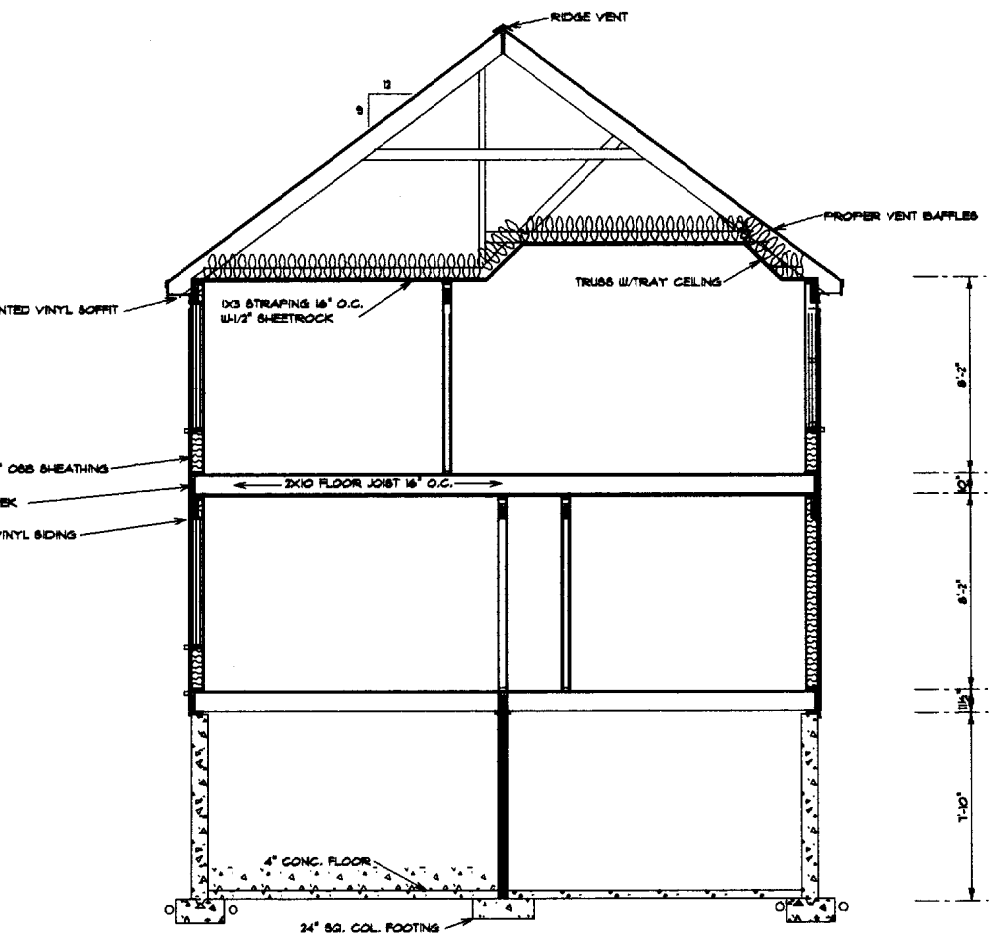 RIDGE VENT
12
9
PROPER VENT BAFFLES
TRUSS W/TRAY CEILING
NTED VINYL SOFFIT
1X3 STRAPING 16" O.C.
W-1/2" SHEETROCK
8'-2"
" OSB SHEATHING
2X10 FLOOR JOIST 16" O.C.
10"
EK
VINYL SIDING
8'-2"
11½"
7'-10"
4" CONC. FLOOR
24" SQ. COL. FOOTING